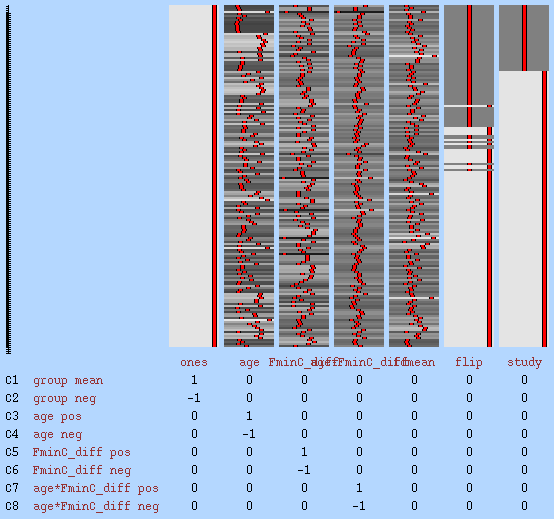 ones age FminC_diff flip study
C1 group mean 1 0 0 0 0 0 0
C2 group neg -1 0 0 0 0 0 0
C3 age pos 0 1 0 0 0 0 0
C4 age neg 0 -1 0 0 0 0 0
C5 FminC_diff pos 0 0 1 0 0 0 0
C6 FminC_diff neg 0 0 -1 0 0 0 0
C7 age*FminC_diff pos 0 0 0 1 0 0 0
C8 age*FminC_diff neg 0 0 0 -1 0 0 0